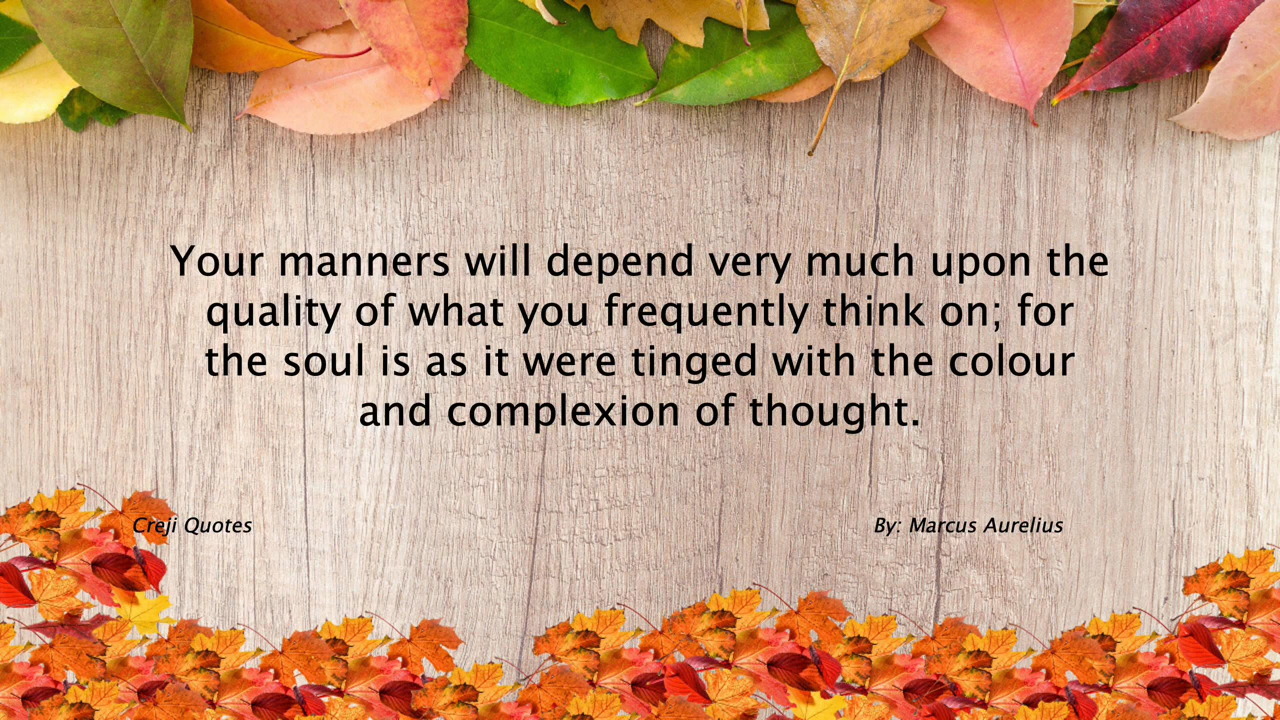 Your manners will depend very much upon the
quality of what you frequently think on; for
the soul is as it were tinged with the colour
and complexion of thought.
Creji Quotes
By: Marcus Aurelius